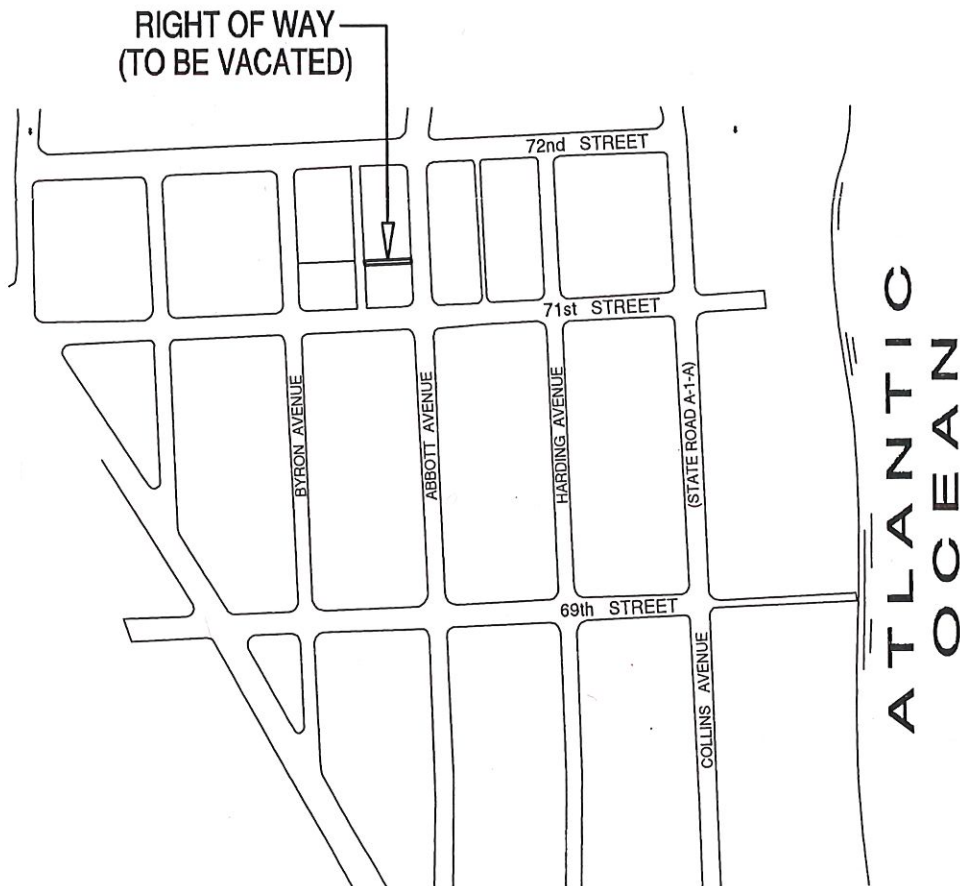 RIGHT OF WAY
(TO BE VACATED)
72nd STREET
71st STREET
BYRON AVENUE
ABBOTT AVENUE
HARDING AVENUE
(STATE ROAD A-1-A)
69th STREET
COLLINS AVENUE
ATLANTIC
OCEAN